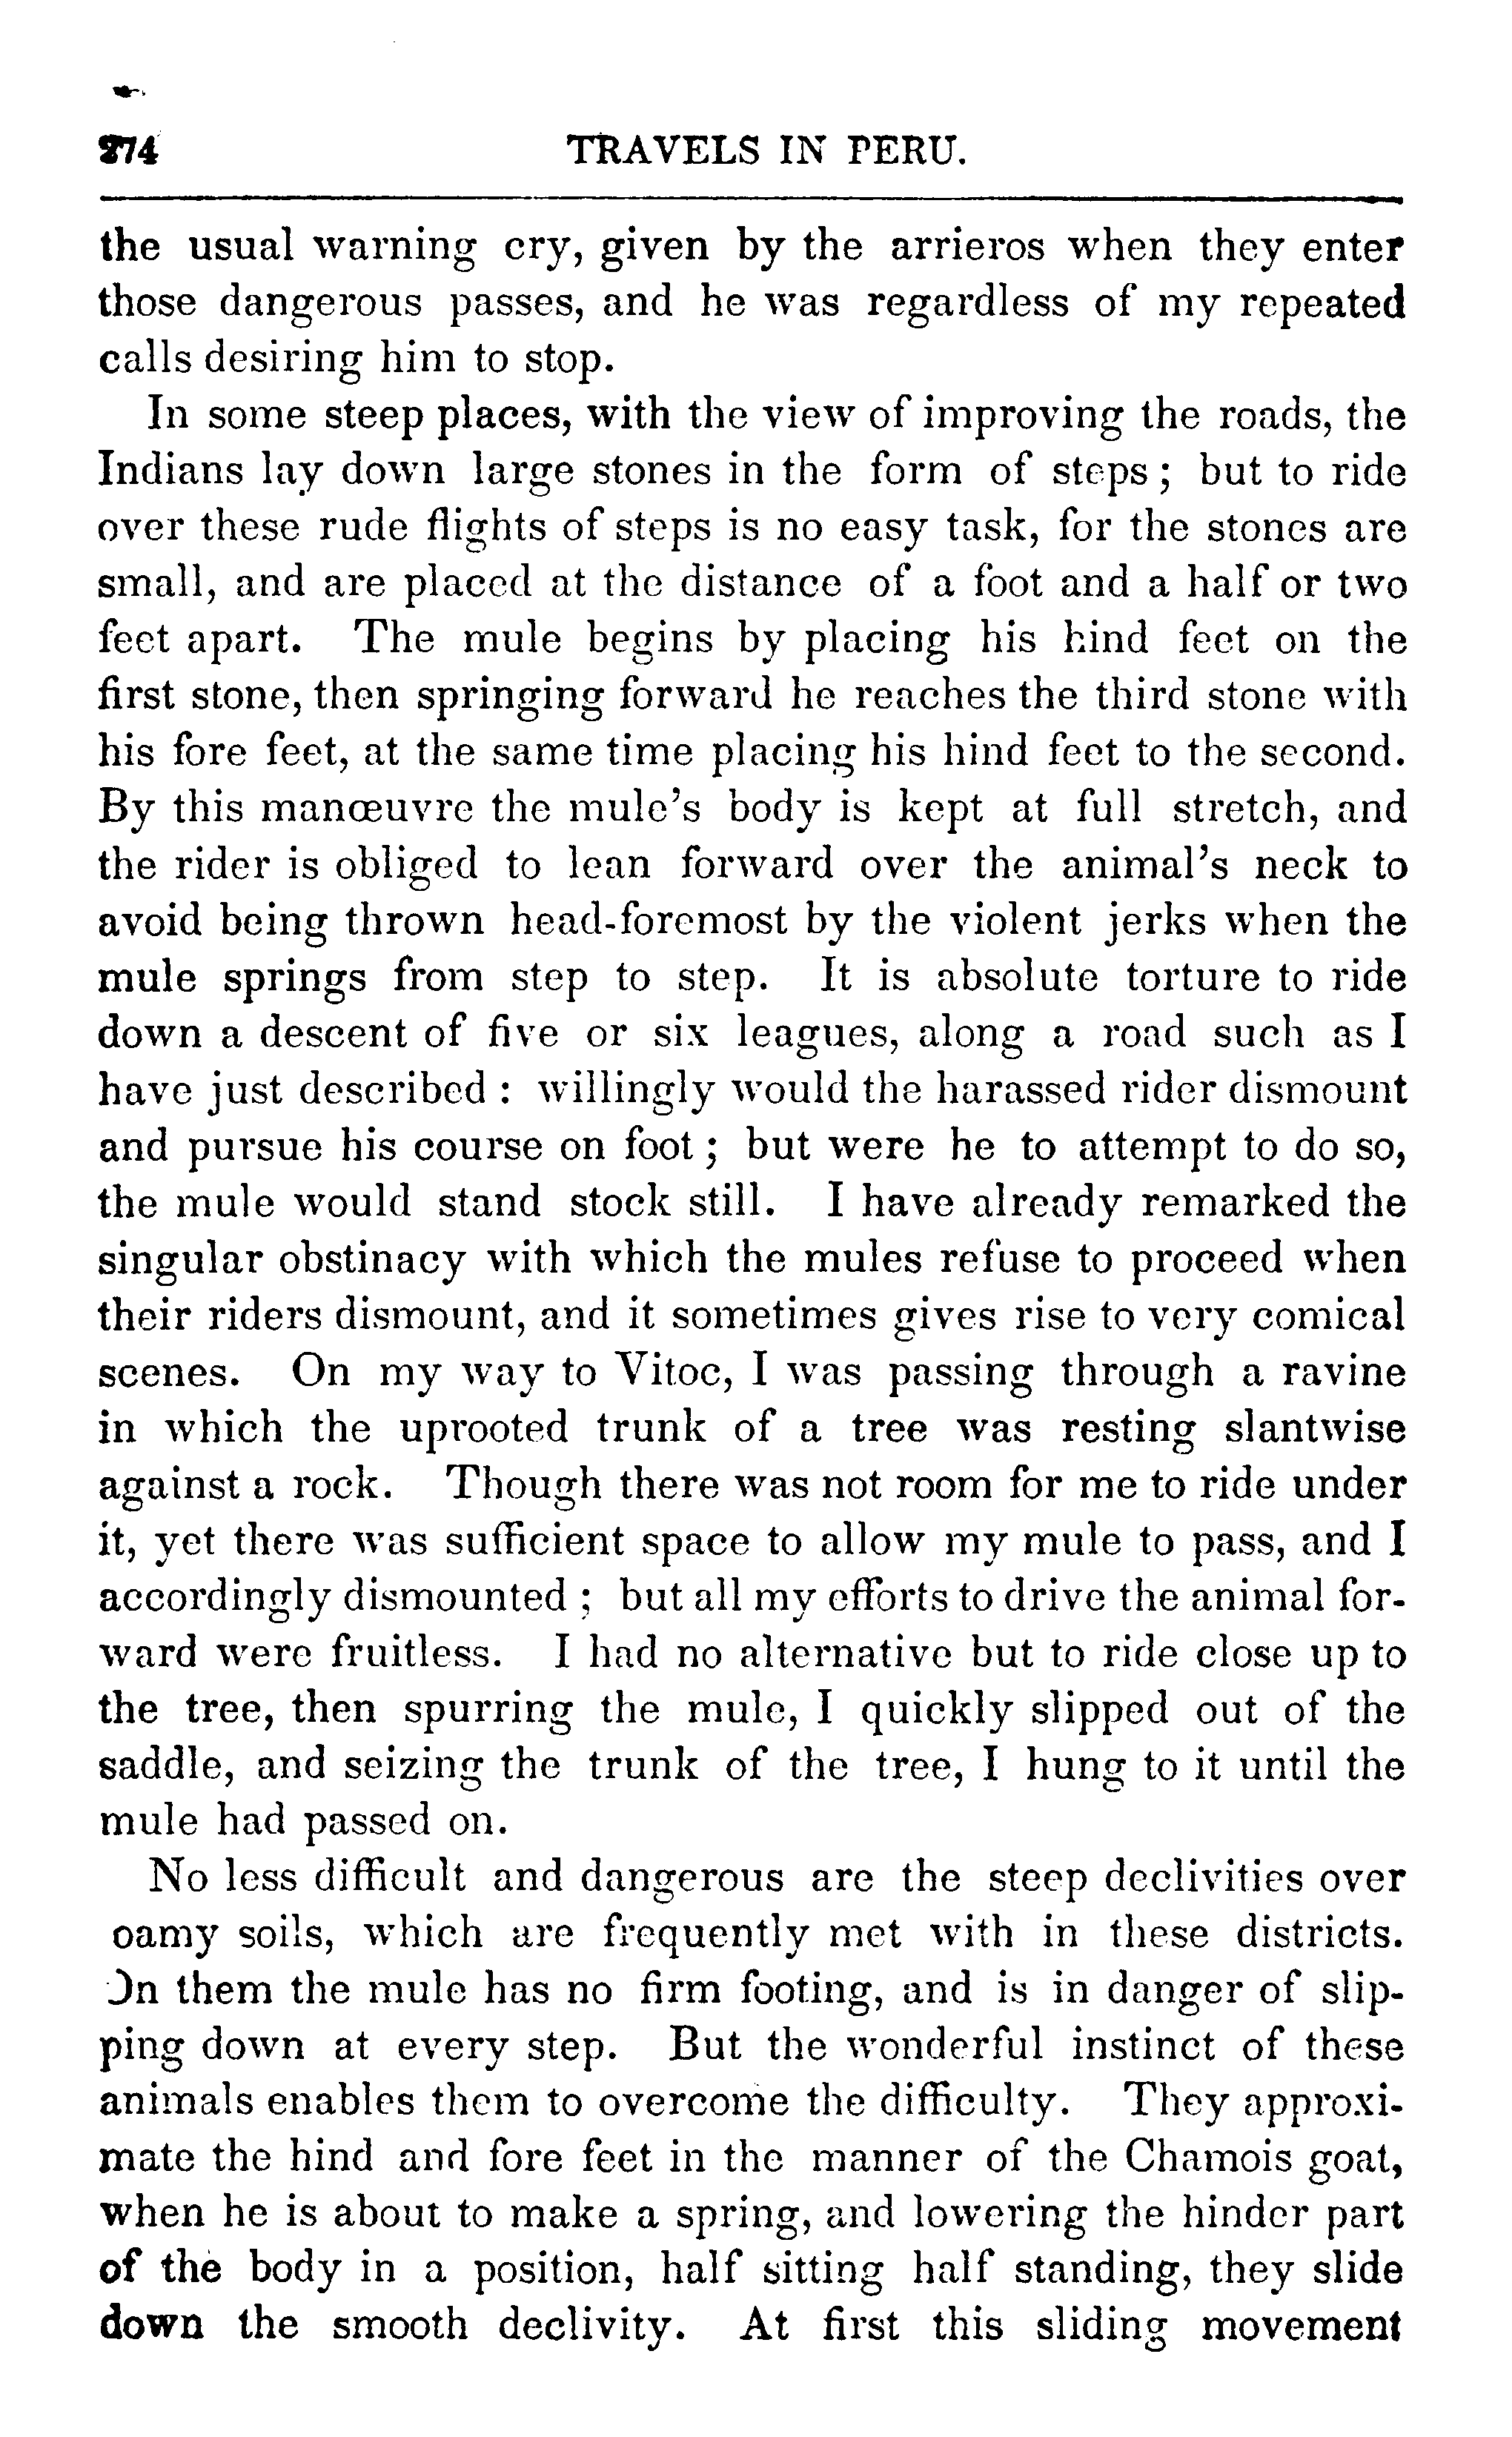 274 TRAVELS IN PERU.
the usual warning cry, given by the arrieros when they enter
those dangerous passes, and he was regardless of my repeated
calls desiring him to stop.
In some steep places, with the view of improving the roads, the
Indians lay down large stones in the form of steps ; but to ride
over these rude flights of steps is no easy task, for the stones are
small, and are placed at the distance of a foot and a half or two
feet apart. The mule begins by placing his hind feet on the
first stone, then springing forward he reaches the third stone with
his fore feet, at the same time placing his hind feet to the second.
By this manœuvre the mule's body is kept at full stretch, and
the rider is obliged to lean forward over the animal's neck to
avoid being thrown head-foremost by the violent jerks when the
mule springs from step to step. It is absolute torture to ride
down a descent of five or six leagues, along a road such as I
have just described : willingly would the harassed rider dismount
and pursue his course on foot ; but were he to attempt to do so,
the mule would stand stock still. I have already remarked the
singular obstinacy with which the mules refuse to proceed when
their riders dismount, and it sometimes gives rise to very comical
scenes. On my way to Vitoc, I was passing through a ravine
in which the uprooted trunk of a tree was resting slantwise
against a rock. Though there was not room for me to ride under
it, yet there was sufficient space to allow my mule to pass, and I
accordingly dismounted ; but all my efforts to drive the animal for-
ward were fruitless. I had no alternative but to ride close up to
the tree, then spurring the mule, I quickly slipped out of the
saddle, and seizing the trunk of the tree, I hung to it until the
mule had passed on.
No less difficult and dangerous are the steep declivities over
oamy soils, which are frequently met with in these districts.
On them the mule has no firm footing, and is in danger of slip-
ping down at every step. But the wonderful instinct of these
animals enables them to overcome the difficulty. They approxi-
mate the hind and fore feet in the manner of the Chamois goat,
when he is about to make a spring, and lowering the hinder part
of the body in a position, half sitting half standing, they slide
down the smooth declivity. At first this sliding movement